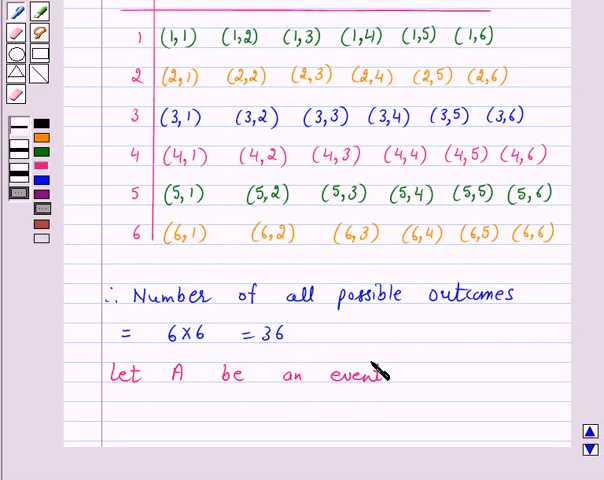 1 (1,1) (1,2) (1,3) (1,4) (1,5) (1,6)
2 (2,1) (2,2) (2,3) (2,4) (2,5) (2,6)
3 (3,1) (3,2) (3,3) (3,4) (3,5) (3,6)
4 (4,1) (4,2) (4,3) (4,4) (4,5) (4,6)
5 (5,1) (5,2) (5,3) (5,4) (5,5) (5,6)
6 (6,1) (6,2) (6,3) (6,4) (6,5) (6,6)
∴ Number of all possible outcomes
= 6×6 = 36
Let A be an event